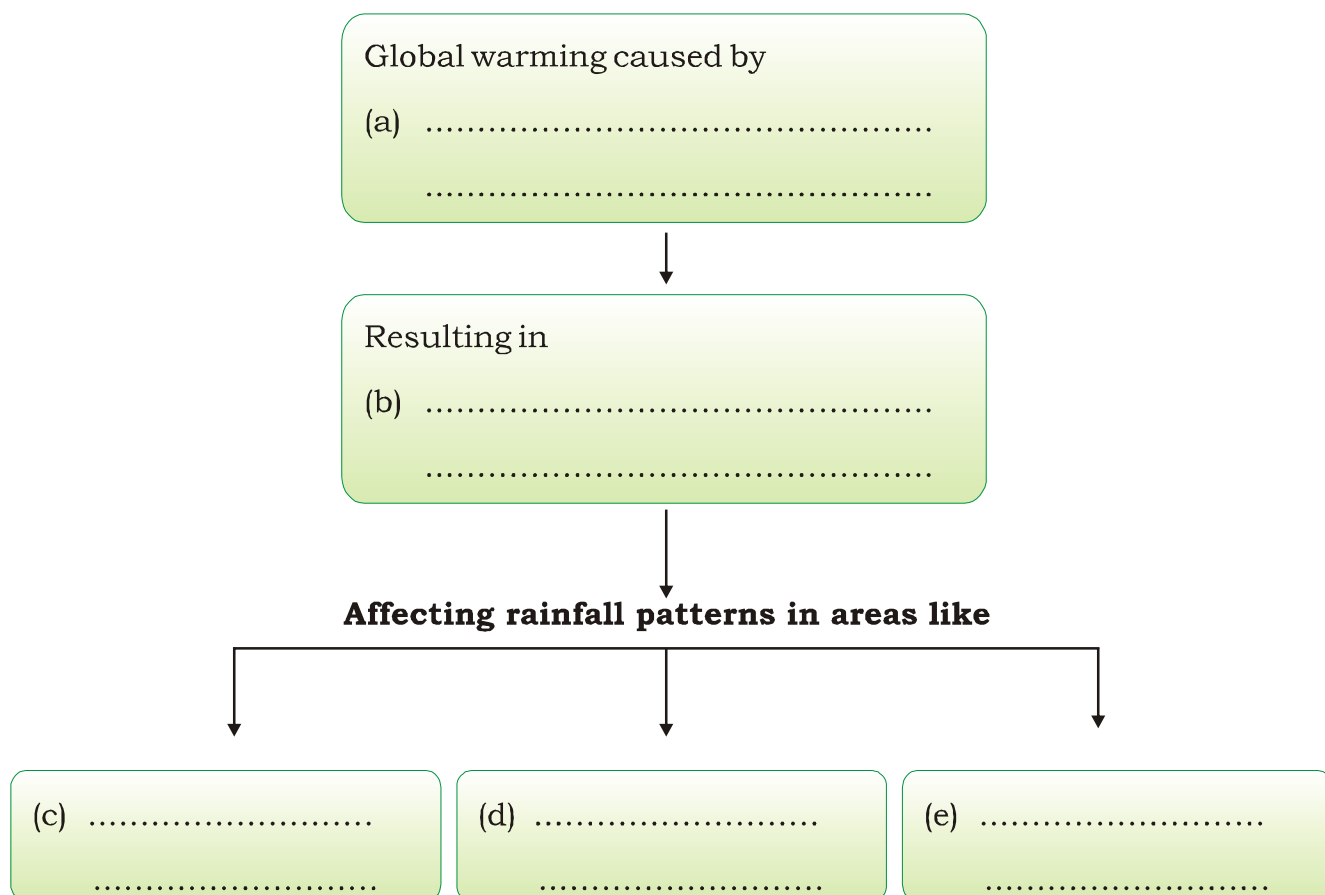 Global warming caused by
(a) ................................................
................................................
Resulting in
(b) ................................................
................................................
Affecting rainfall patterns in areas like
(c) ........................... (d) ........................... (e) ...........................
........................... ........................... ...........................